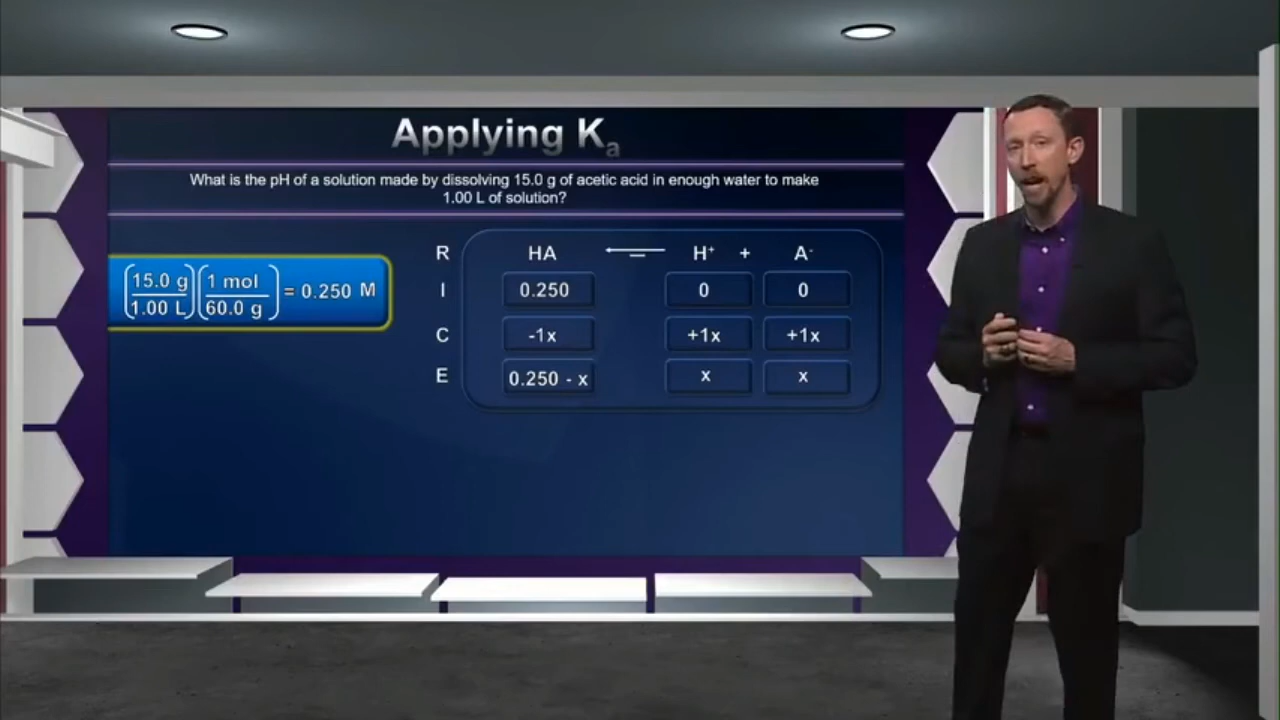 Applying Ka
What is the pH of a solution made by dissolving 15.0 g of acetic acid in enough water to make
1.00 L of solution?
(15.0 g / 1.00 L)(1 mol / 60.0 g) = 0.250 M
R HA H⁺ + A⁻
I 0.250 0 0
C -1x +1x +1x
E 0.250 - x x x